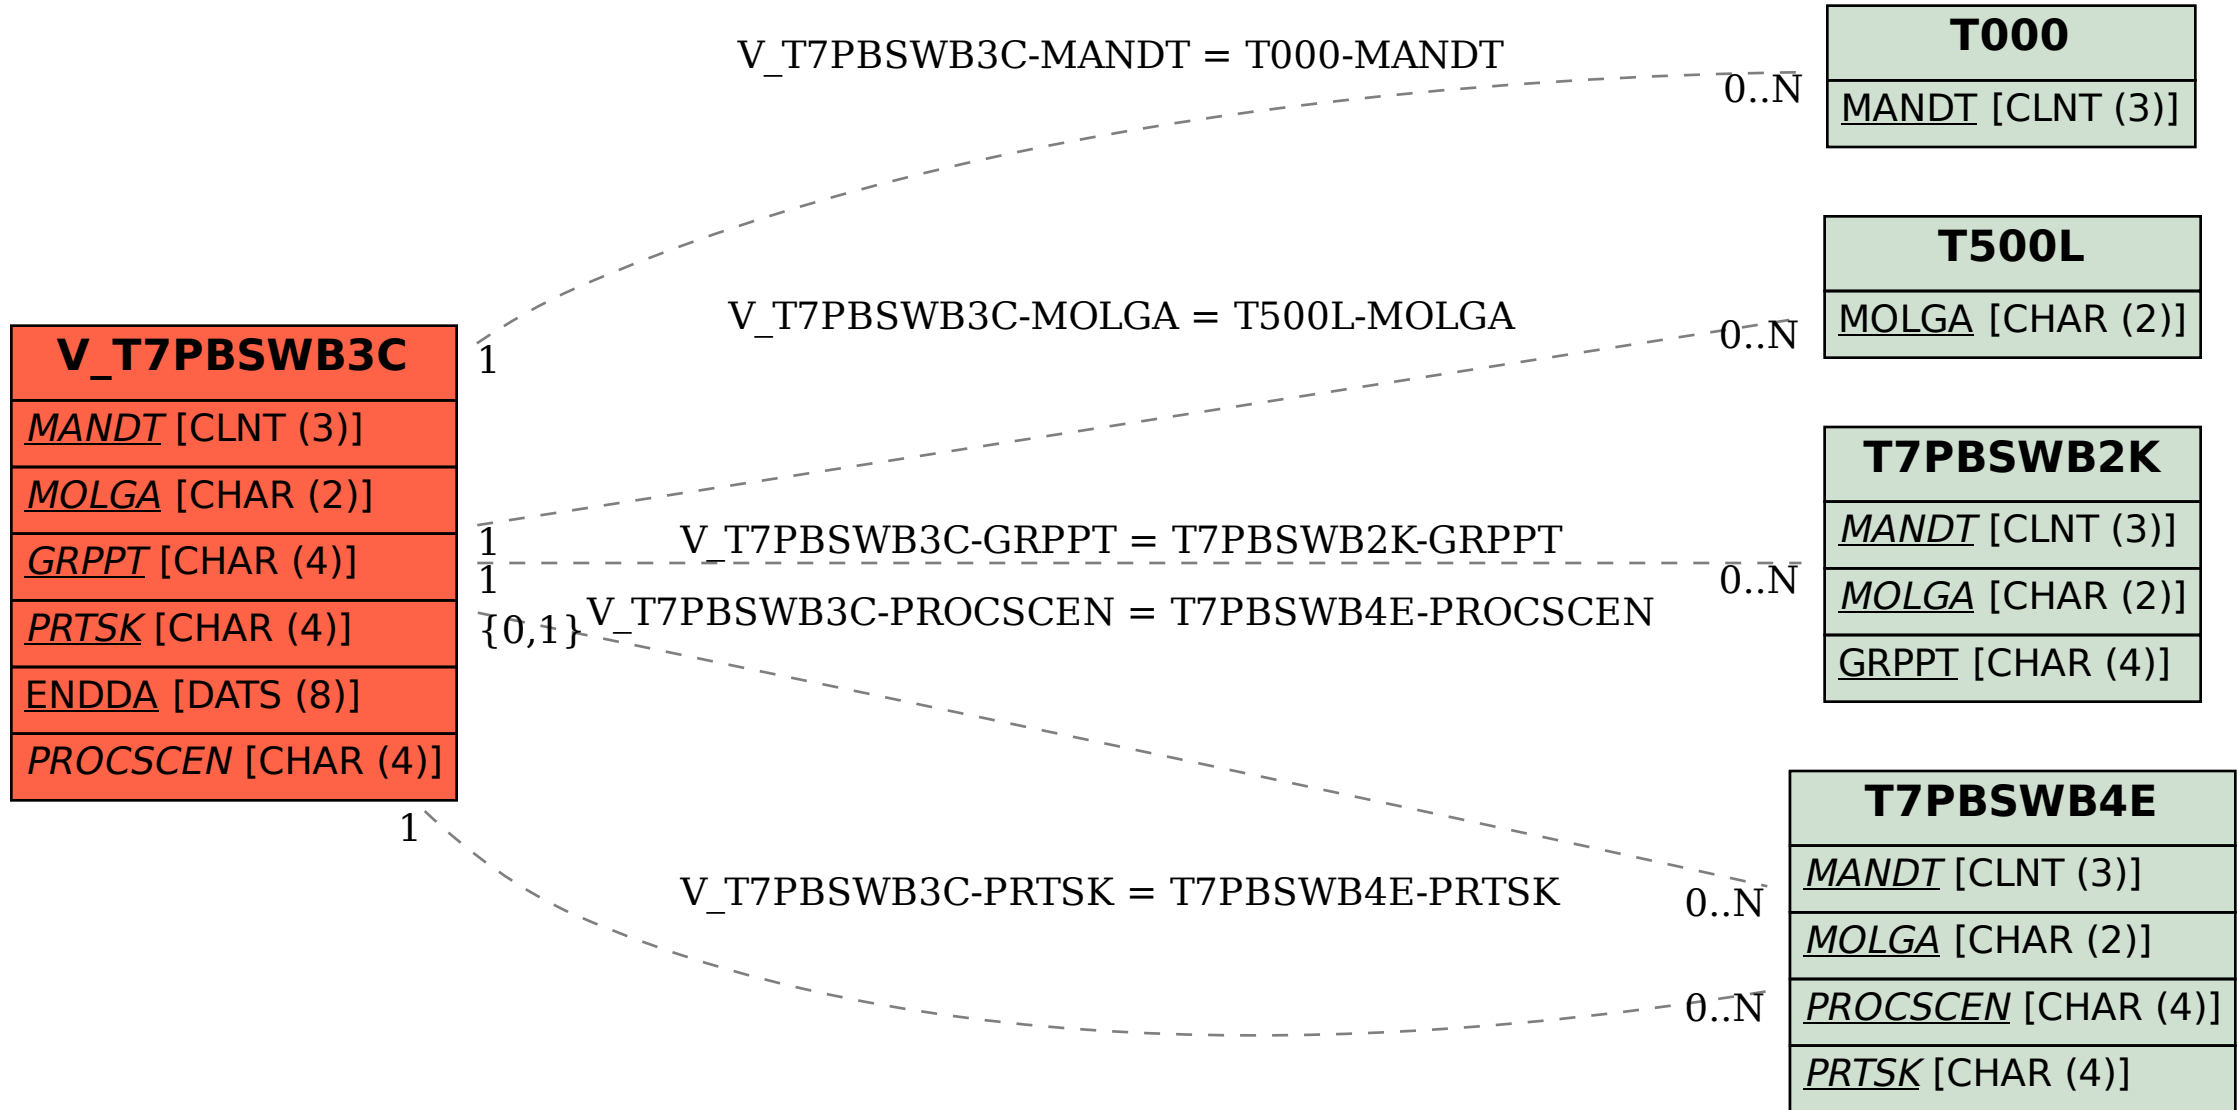 V_T7PBSWB3C
MANDT [CLNT (3)]
MOLGA [CHAR (2)]
GRPPT [CHAR (4)]
PRTSK [CHAR (4)]
ENDDA [DATS (8)]
PROCSCEN [CHAR (4)]
V_T7PBSWB3C-MANDT = T000-MANDT
1
0..N
V_T7PBSWB3C-MOLGA = T500L-MOLGA
1
0..N
V_T7PBSWB3C-GRPPT = T7PBSWB2K-GRPPT
1
0..N
V_T7PBSWB3C-PROCSCEN = T7PBSWB4E-PROCSCEN
{0,1}
0..N
V_T7PBSWB3C-PRTSK = T7PBSWB4E-PRTSK
1
0..N
T000
MANDT [CLNT (3)]
T500L
MOLGA [CHAR (2)]
T7PBSWB2K
MANDT [CLNT (3)]
MOLGA [CHAR (2)]
GRPPT [CHAR (4)]
T7PBSWB4E
MANDT [CLNT (3)]
MOLGA [CHAR (2)]
PROCSCEN [CHAR (4)]
PRTSK [CHAR (4)]